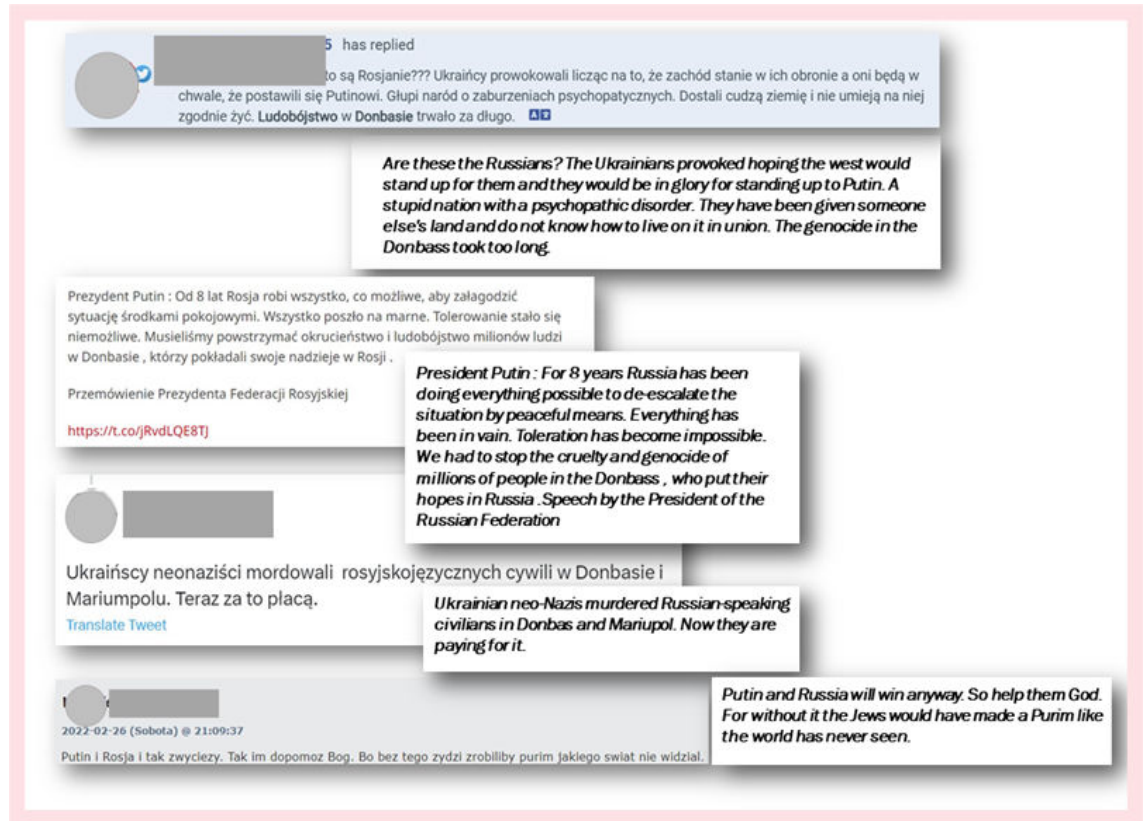 5 has replied
to są Rosjanie??? Ukraińcy prowokowali licząc na to, że zachód stanie w ich obronie a oni będą w
chwale, że postawili się Putinowi. Głupi naród o zaburzeniach psychopatycznych. Dostali cudzą ziemię i nie umieją na niej
zgodnie żyć. Ludobójstwo w Donbasie trwało za długo.
Are these the Russians? The Ukrainians provoked hoping the west would
stand up for them and they would be in glory for standing up to Putin. A
stupid nation with a psychopathic disorder. They have been given someone
else's land and do not know how to live on it in union. The genocide in the
Donbass took too long.
Prezydent Putin : Od 8 lat Rosja robi wszystko, co możliwe, aby załagodzić
sytuację środkami pokojowymi. Wszystko poszło na marne. Tolerowanie stało się
niemożliwe. Musieliśmy powstrzymać okrucieństwo i ludobójstwo milionów ludzi
w Donbasie , którzy pokładali swoje nadzieje w Rosji .
Przemówienie Prezydenta Federacji Rosyjskiej
https://t.co/jRvdLQE8TJ
President Putin : For 8 years Russia has been
doing everything possible to de-escalate the
situation by peaceful means. Everything has
been in vain. Toleration has become impossible.
We had to stop the cruelty and genocide of
millions of people in the Donbass , who put their
hopes in Russia .Speech by the President of the
Russian Federation
Ukraińscy neonaziści mordowali rosyjskojęzycznych cywili w Donbasie i
Mariumpolu. Teraz za to płacą.
Translate Tweet
Ukrainian neo-Nazis murdered Russian-speaking
civilians in Donbas and Mariupol. Now they are
paying for it.
2022-02-26 (Sobota) @ 21:09:37
Putin i Rosja i tak zwyciezy. Tak im dopomoz Bog. Bo bez tego zydzi zrobiliby purim jakiego swiat nie widzial.
Putin and Russia will win anyway. So help them God.
For without it the Jews would have made a Purim like
the world has never seen.